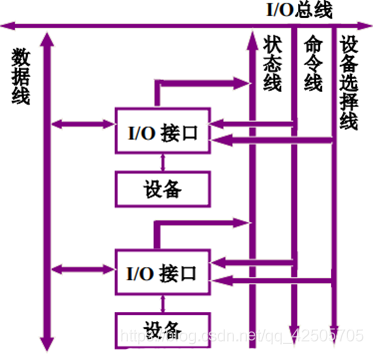 I/O总线
数据线
状态线
命令线
设备选择线
I/O 接口
设备
I/O 接口
设备
https://blog.csdn.net/qq_42505705